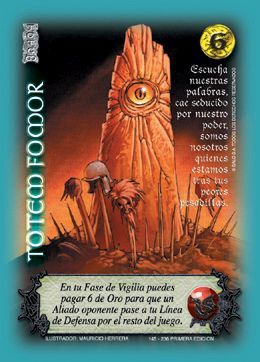 6
Escucha
nuestras
palabras,
cae seducido
por nuestro
poder,
somos
nosotros
quienes
estamos
tras tus
peores
pesadillas.
TOTEM FOMOR
En tu Fase de Vigilia puedes
pagar 6 de Oro para que un
Aliado oponente pase a tu Línea
de Defensa por el resto del juego.
ILUSTRADOR: MAURICIO HERRERA 145 - 236 PRIMERA EDICION